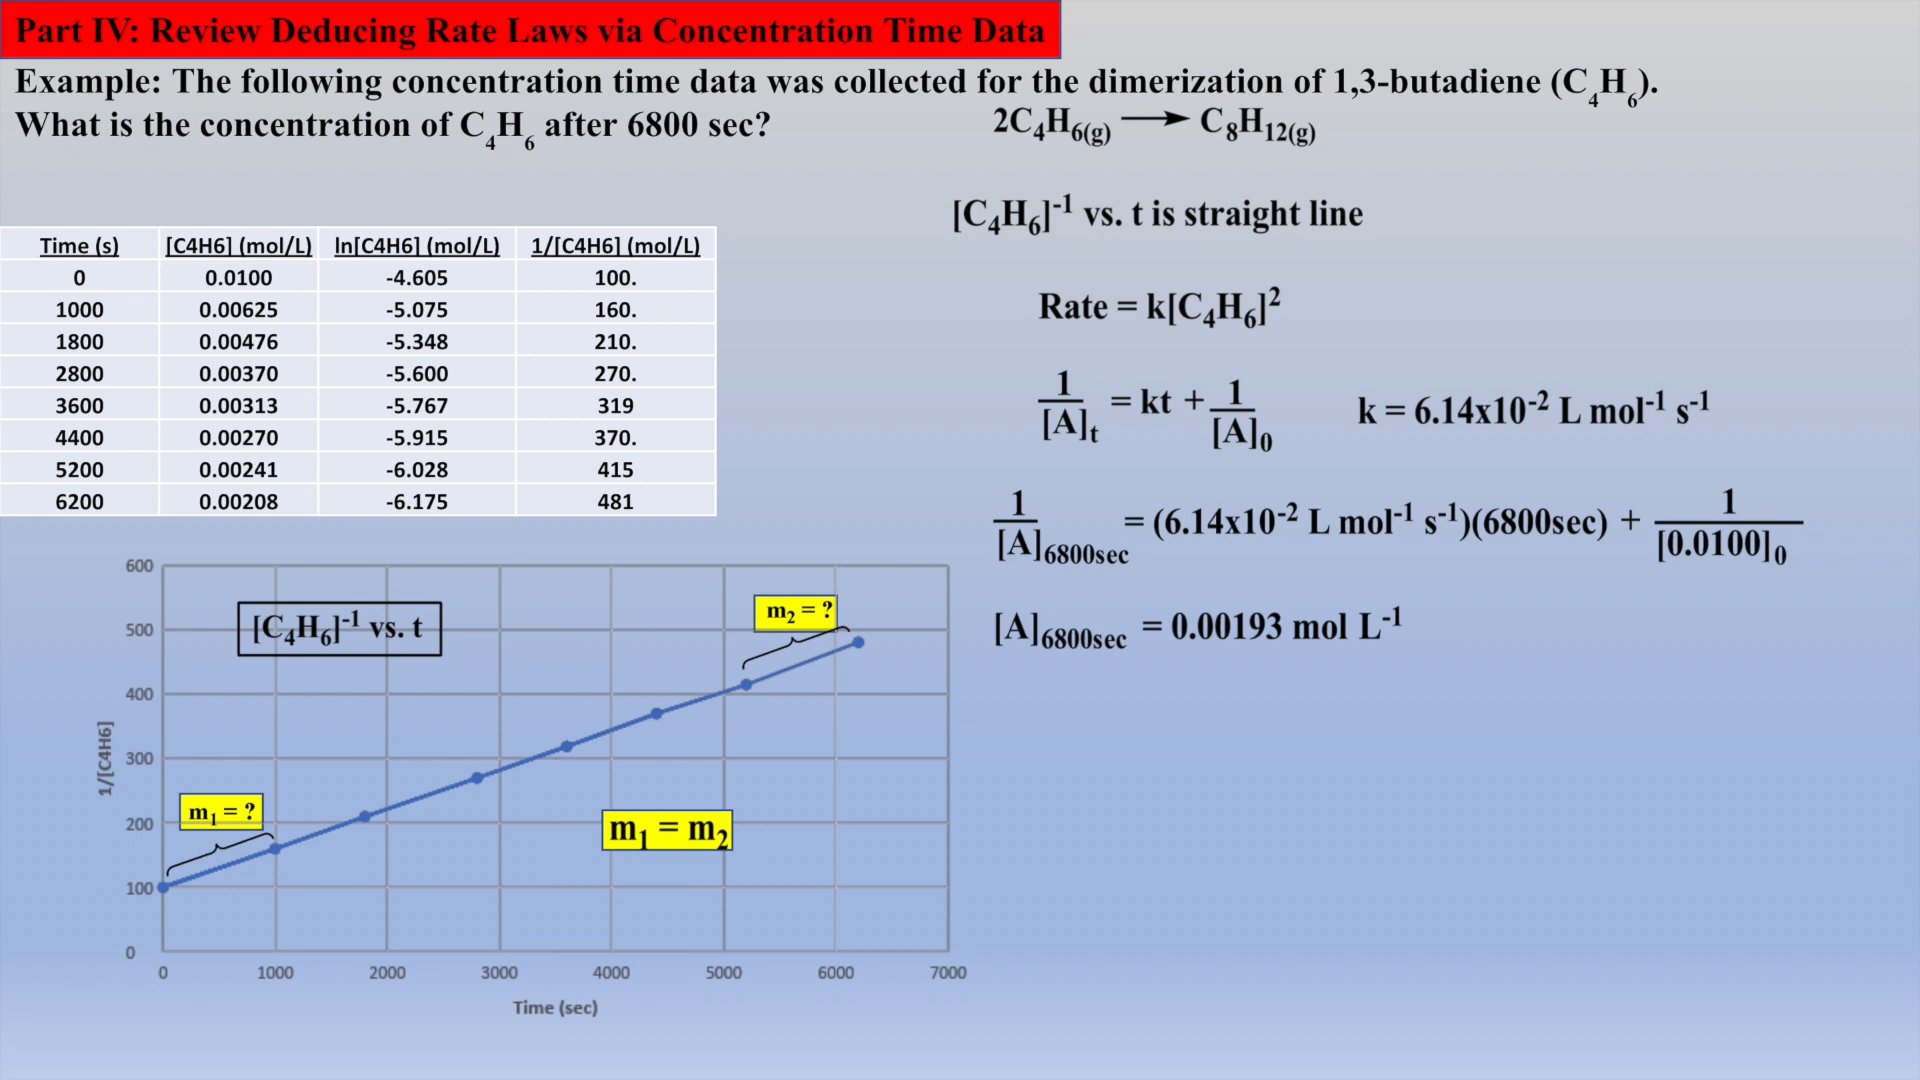 Part IV: Review Deducing Rate Laws via Concentration Time Data
Example: The following concentration time data was collected for the dimerization of 1,3-butadiene (C₄H₆).
What is the concentration of C₄H₆ after 6800 sec?
2C₄H₆(g) ⟶ C₈H₁₂(g)
[C₄H₆]⁻¹ vs. t is straight line
Rate = k[C₄H₆]²
1/[A]ₜ = kt + 1/[A]₀ k = 6.14x10⁻² L mol⁻¹ s⁻¹
1/[A]₆₈₀₀sec = (6.14x10⁻² L mol⁻¹ s⁻¹)(6800sec) + 1/[0.0100]₀
[A]₆₈₀₀sec = 0.00193 mol L⁻¹
Time (s) [C4H6] (mol/L) ln[C4H6] (mol/L) 1/[C4H6] (mol/L)
0 0.0100 -4.605 100.
1000 0.00625 -5.075 160.
1800 0.00476 -5.348 210.
2800 0.00370 -5.600 270.
3600 0.00313 -5.767 319
4400 0.00270 -5.915 370.
5200 0.00241 -6.028 415
6200 0.00208 -6.175 481
[C₄H₆]⁻¹ vs. t
m₂ = ?
m₁ = ?
m₁ = m₂
1/[C4H6]
600
500
400
300
200
100
0
0 1000 2000 3000 4000 5000 6000 7000
Time (sec)